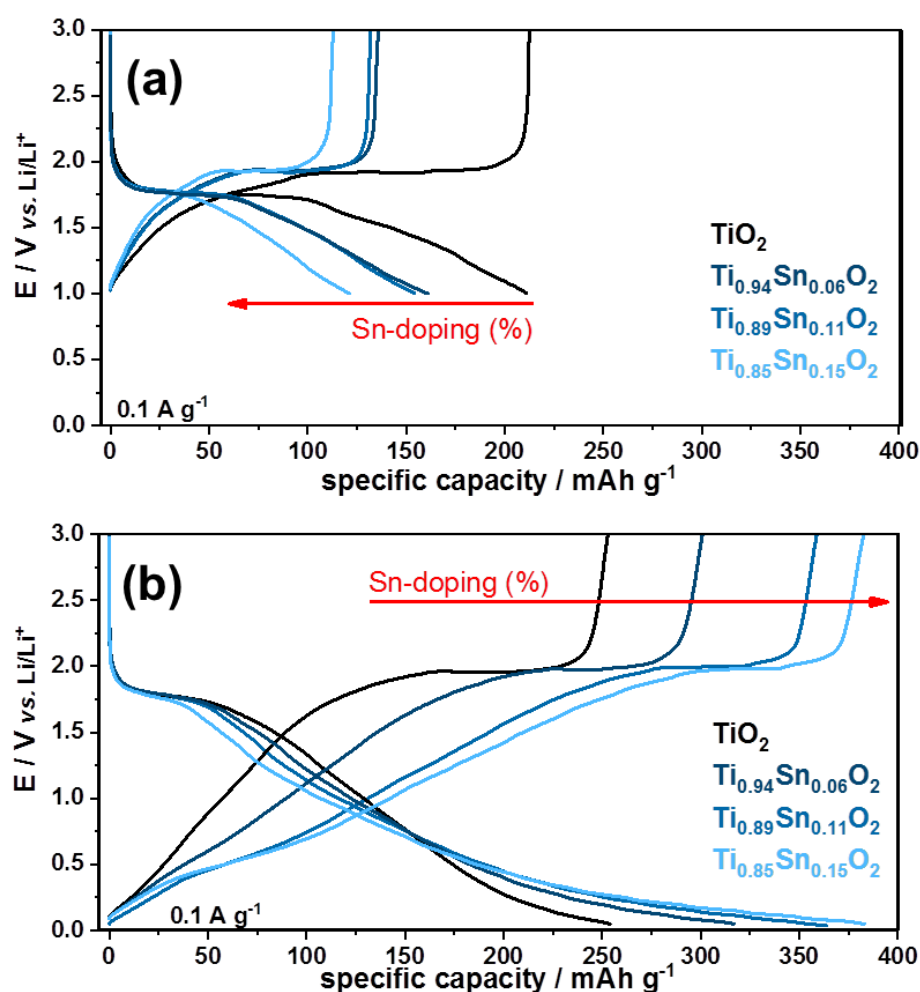 (a)
3.0
2.5
2.0
1.5
1.0
0.5
0.0
E / V vs. Li/Li⁺
TiO₂
Ti₀.₉₄Sn₀.₀₆O₂
Ti₀.₈₉Sn₀.₁₁O₂
Ti₀.₈₅Sn₀.₁₅O₂
Sn-doping (%)
0.1 A g⁻¹
0 50 100 150 200 250 300 350 400
specific capacity / mAh g⁻¹
(b)
3.0
2.5
2.0
1.5
1.0
0.5
0.0
E / V vs. Li/Li⁺
Sn-doping (%)
TiO₂
Ti₀.₉₄Sn₀.₀₆O₂
Ti₀.₈₉Sn₀.₁₁O₂
Ti₀.₈₅Sn₀.₁₅O₂
0.1 A g⁻¹
0 50 100 150 200 250 300 350 400
specific capacity / mAh g⁻¹